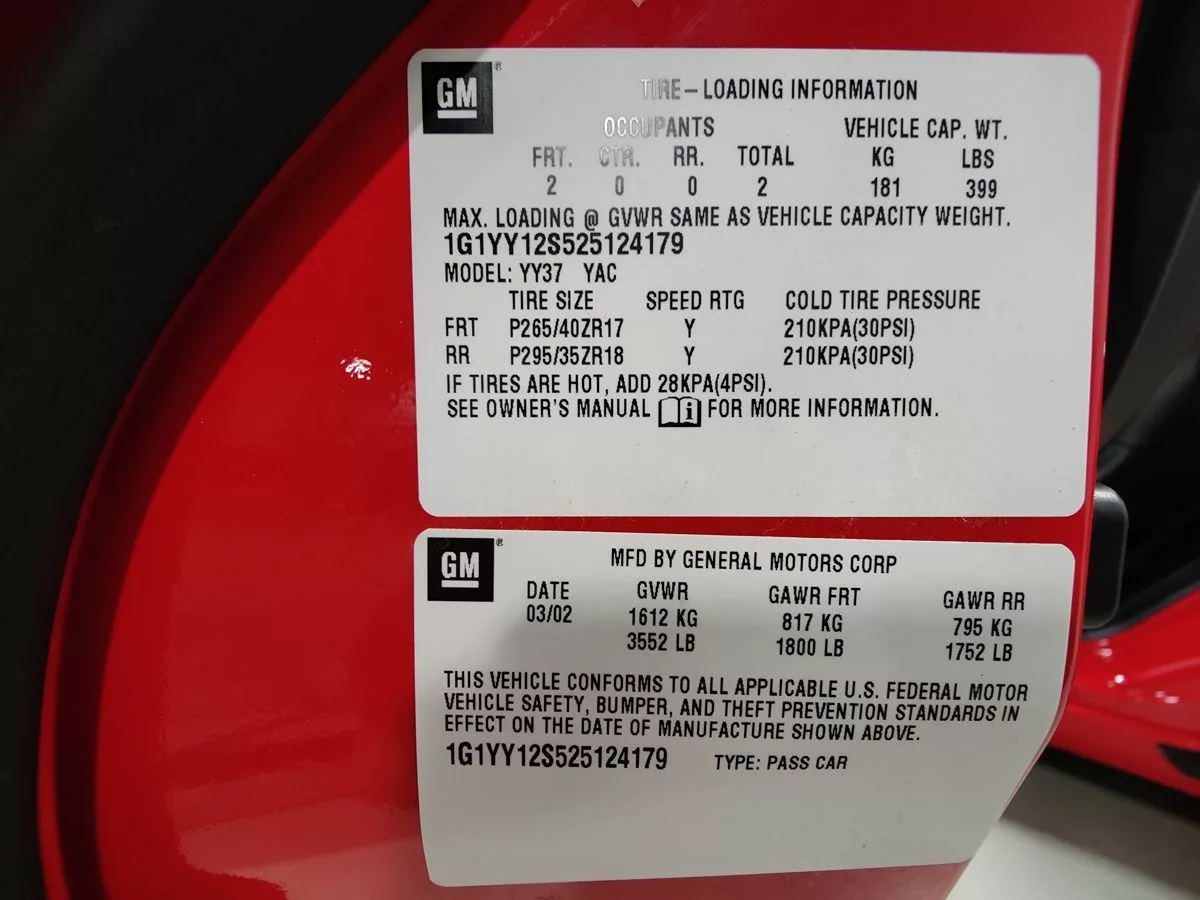 GM ®
TIRE – LOADING INFORMATION
OCCUPANTS VEHICLE CAP. WT.
FRT. CTR. RR. TOTAL KG LBS
2 0 0 2 181 399
MAX. LOADING @ GVWR SAME AS VEHICLE CAPACITY WEIGHT.
1G1YY12S525124179
MODEL: YY37 YAC
TIRE SIZE SPEED RTG COLD TIRE PRESSURE
FRT P265/40ZR17 Y 210KPA(30PSI)
RR P295/35ZR18 Y 210KPA(30PSI)
IF TIRES ARE HOT, ADD 28KPA(4PSI).
SEE OWNER'S MANUAL FOR MORE INFORMATION.
GM ®
MFD BY GENERAL MOTORS CORP
DATE GVWR GAWR FRT GAWR RR
03/02 1612 KG 817 KG 795 KG
3552 LB 1800 LB 1752 LB
THIS VEHICLE CONFORMS TO ALL APPLICABLE U.S. FEDERAL MOTOR
VEHICLE SAFETY, BUMPER, AND THEFT PREVENTION STANDARDS IN
EFFECT ON THE DATE OF MANUFACTURE SHOWN ABOVE.
1G1YY12S525124179 TYPE: PASS CAR